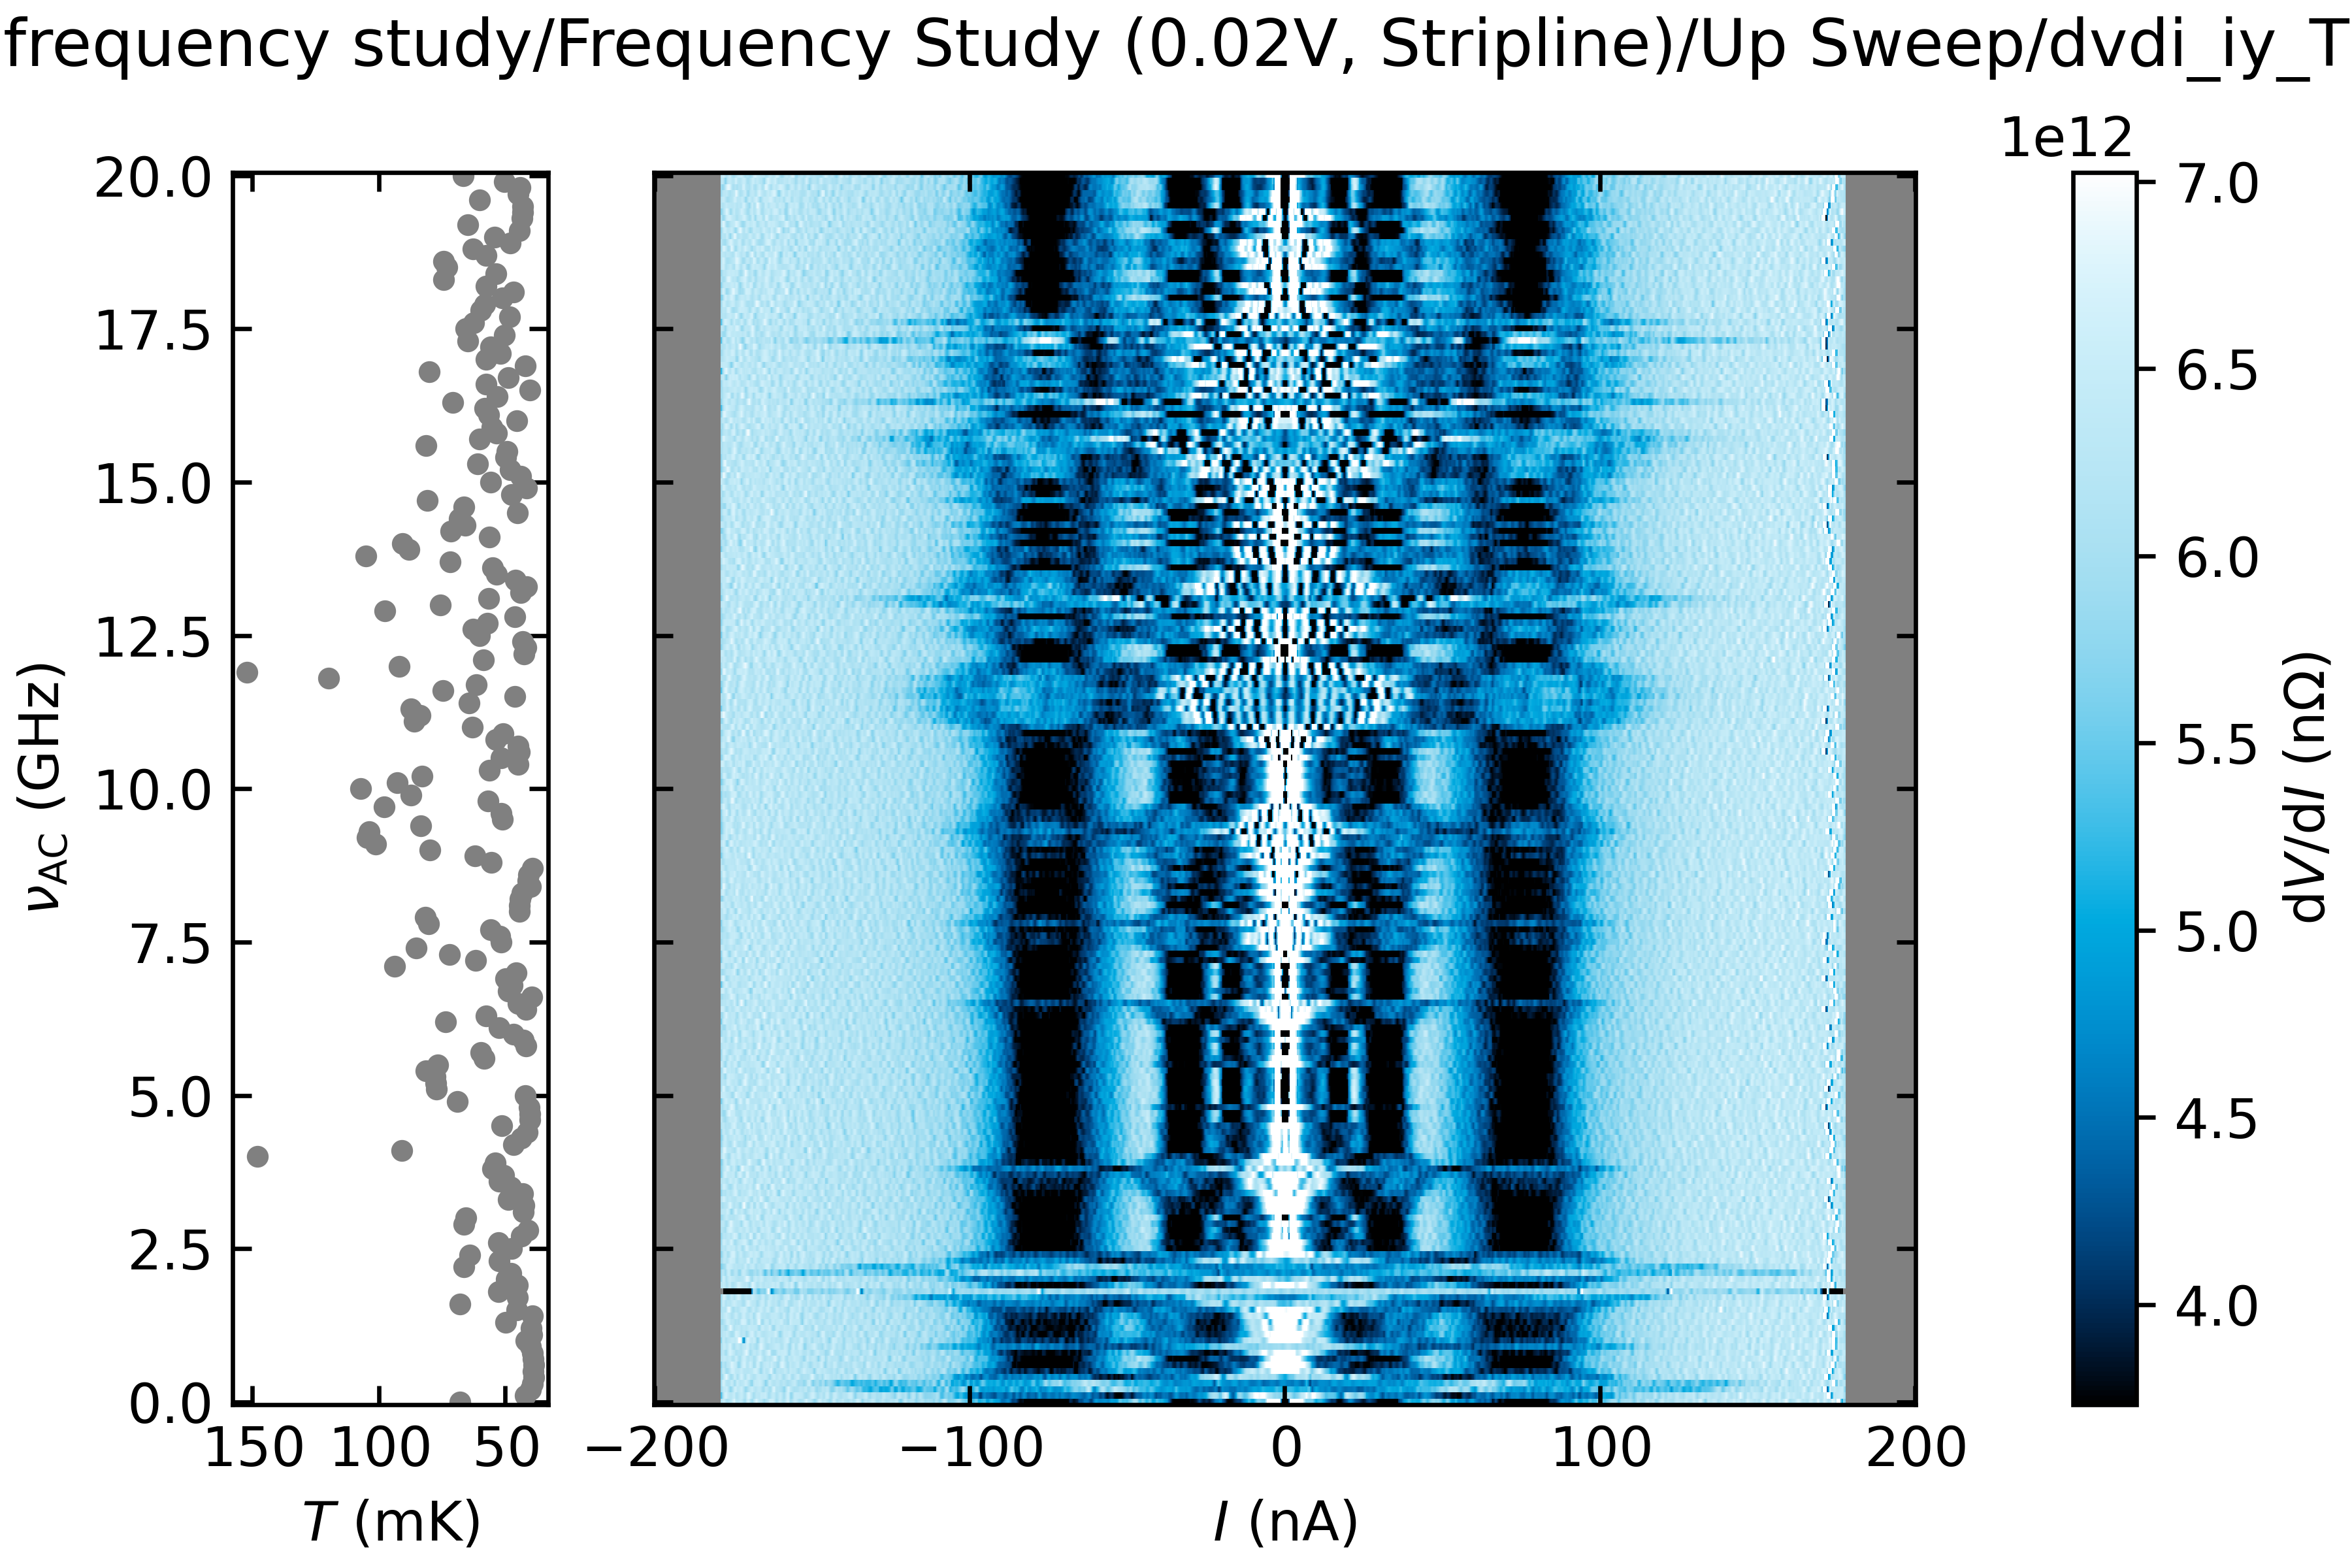 frequency study/Frequency Study (0.02V, Stripline)/Up Sweep/dvdi_iy_T
1e12
20.0
17.5
15.0
12.5
10.0
7.5
5.0
2.5
0.0
ν_AC (GHz)
150 100 50
T (mK)
−200 −100 0 100 200
I (nA)
7.0
6.5
6.0
5.5
5.0
4.5
4.0
dV/dI (nΩ)